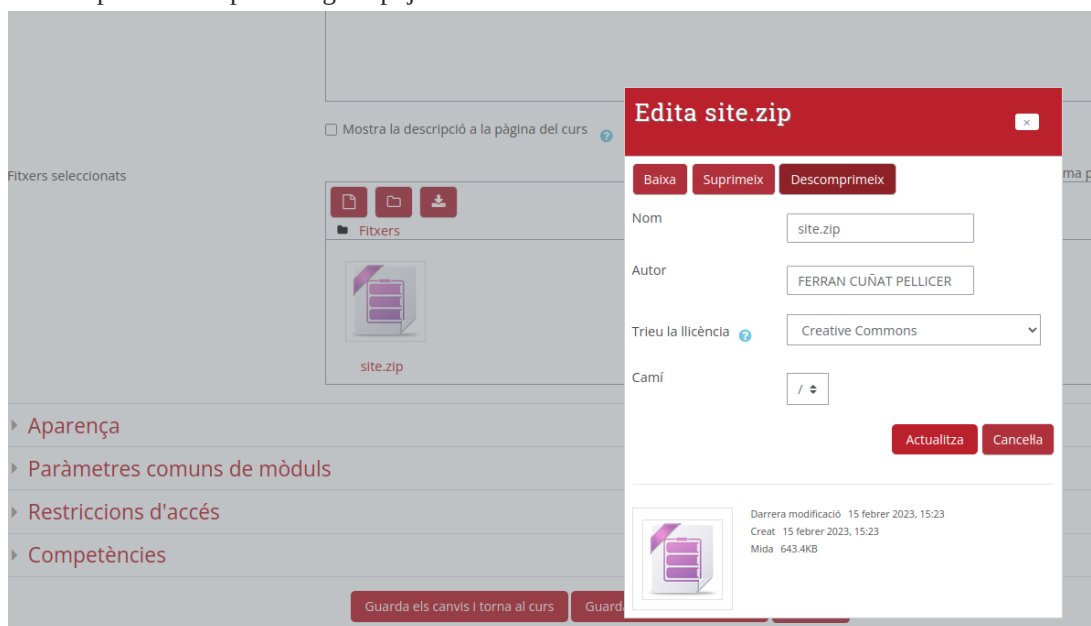 Edita site.zip
×
Mostra la descripció a la pàgina del curs
Fitxers seleccionats
Baixa Suprimeix Descomprimeix
Nom
site.zip
Fitxers
Autor
FERRAN CUÑAT PELLICER
Trieu la llicència
Creative Commons
site.zip
Camí
/
Actualitza Cancel·la
Aparença
Paràmetres comuns de mòduls
Restriccions d'accés
Competències
Darrera modificació 15 febrer 2023, 15:23
Creat 15 febrer 2023, 15:23
Mida 643.4KB
Guarda els canvis i torna al curs